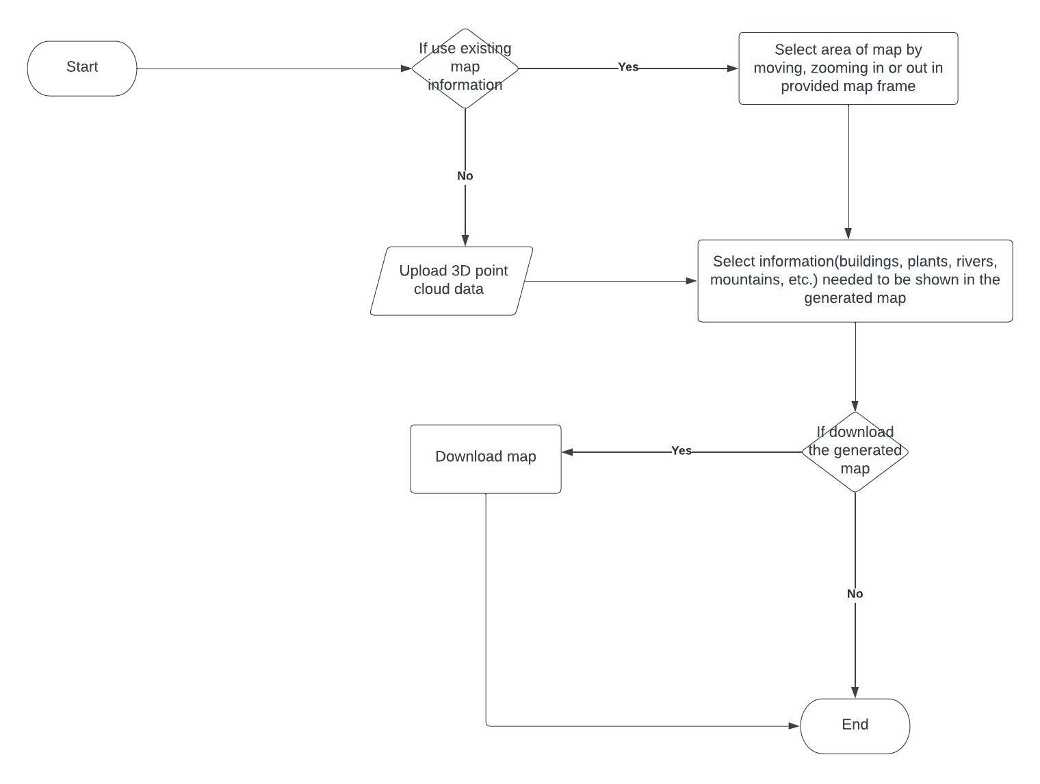 Start
If use existing
map
information
Yes
Select area of map by
moving, zooming in or out in
provided map frame
No
Upload 3D point
cloud data
Select information(buildings, plants, rivers,
mountains, etc.) needed to be shown in the
generated map
If download
the generated
map
Yes
Download map
No
End